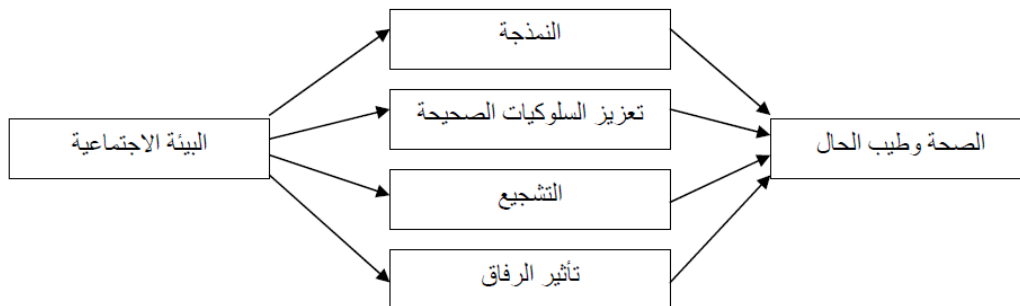 النمذجة
تعزيز السلوكيات الصحيحة
البيئة الاجتماعية
الصحة وطيب الحال
التشجيع
تأثير الرفاق